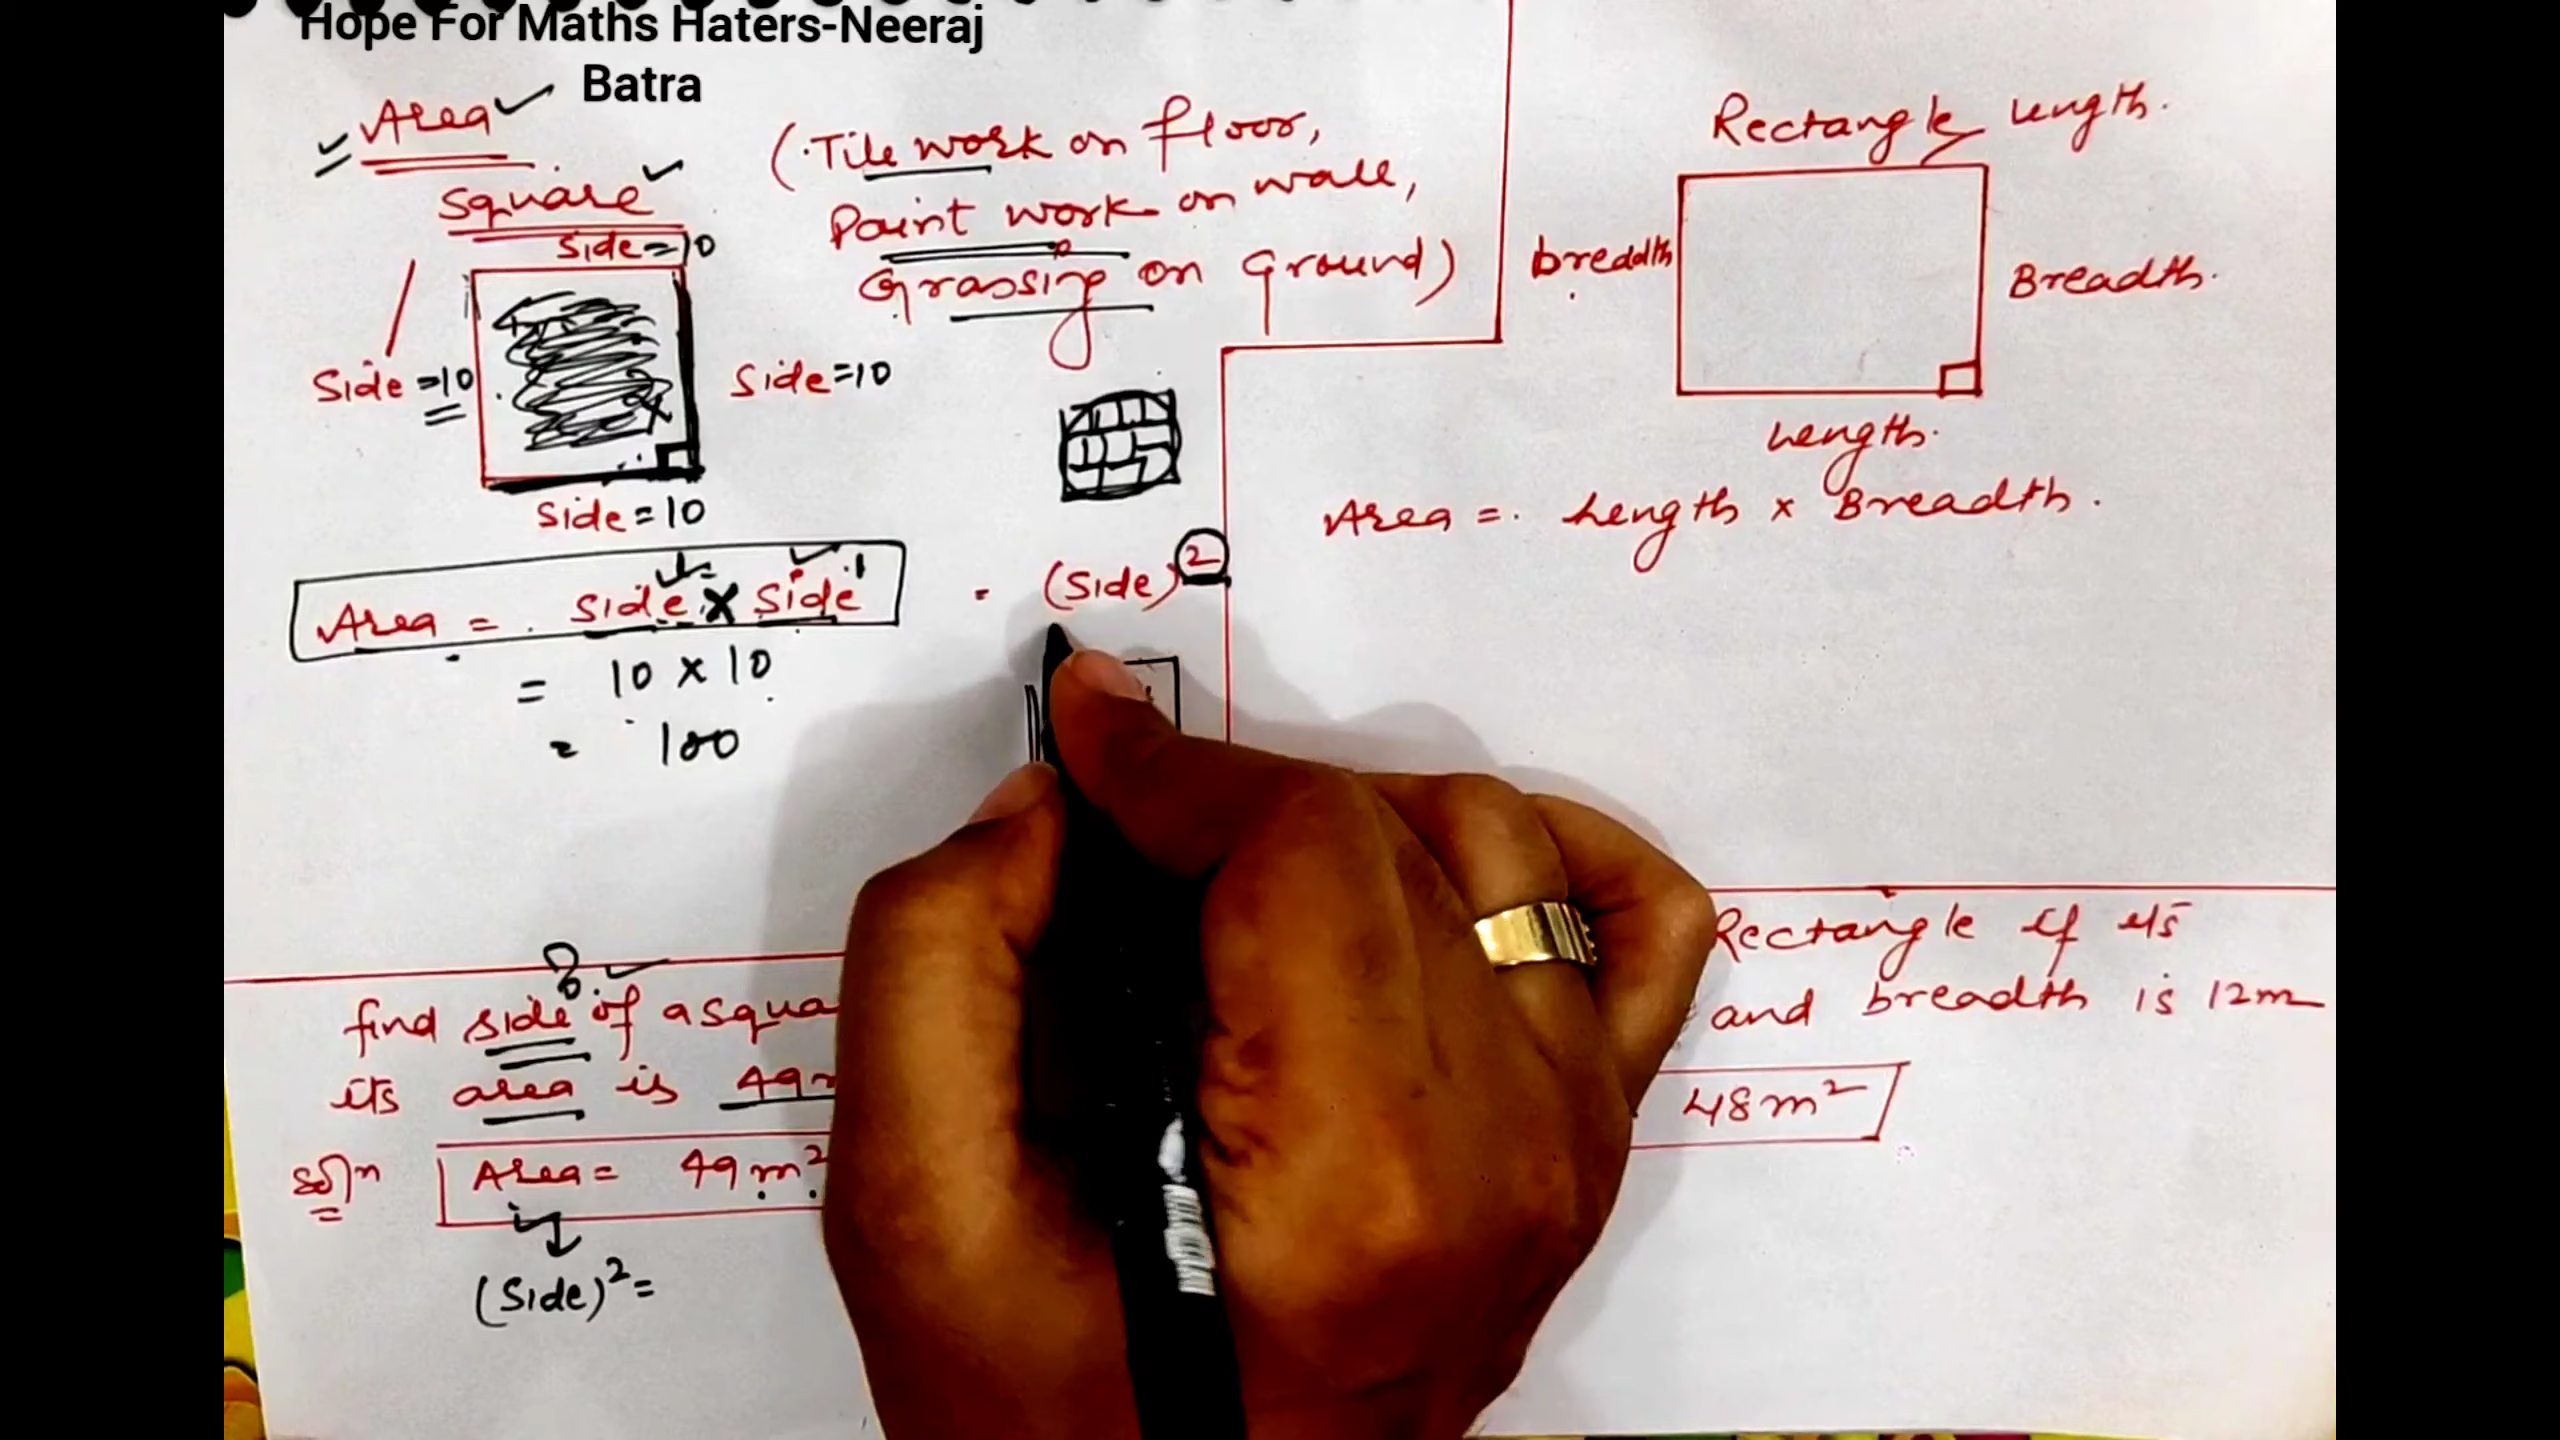 Hope For Maths Haters-Neeraj
Batra
Area
Square
(Tile work on floor,
Paint work on wall,
Grassing on Ground)
Side=10
Side =10
Side=10
Side=10
Area = Side x Side
= (Side)²
= 10 x 10
= 100
Rectangle Length.
breadth
Breadth.
Length.
Area = Length x Breadth.
find side of a squa
its area is 49
Soln
Area = 49m²
(Side)² =
Rectangle if its
and breadth is 12m
48m²